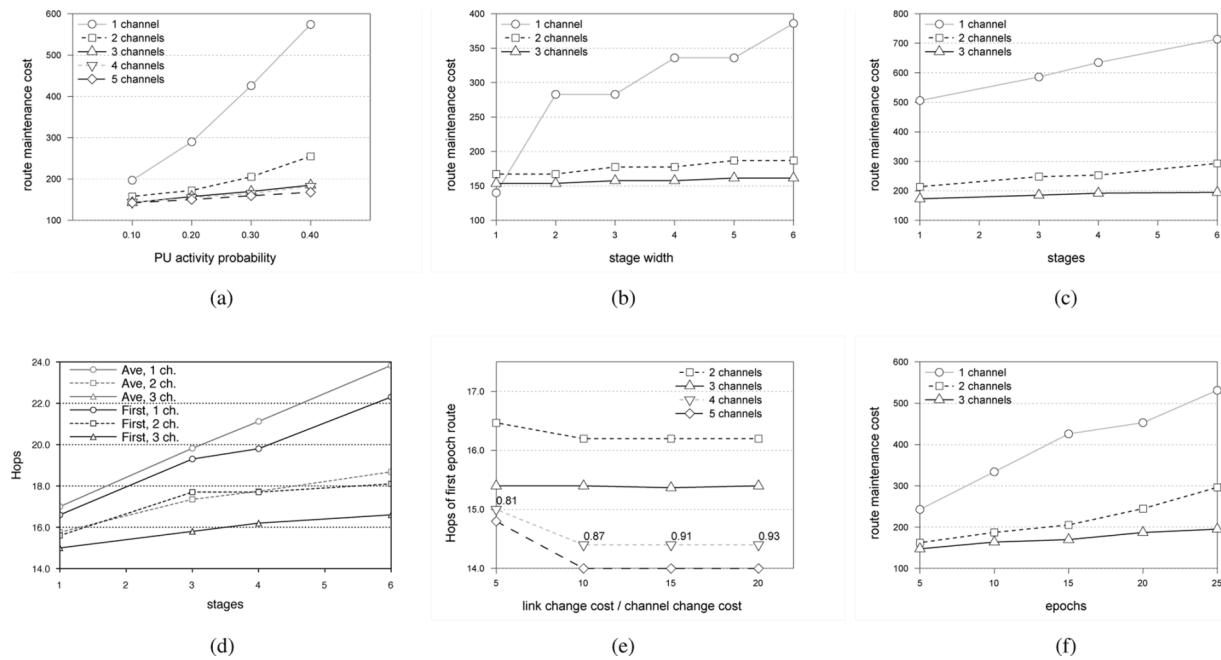 600
500
400
300
200
100
route maintenance cost
1 channel
2 channels
3 channels
4 channels
5 channels
0.10 0.20 0.30 0.40
PU activity probability
(a)
400
350
300
250
200
150
100
route maintenance cost
1 channel
2 channels
3 channels
1 2 3 4 5 6
stage width
(b)
800
700
600
500
400
300
200
100
route maintenance cost
1 channel
2 channels
3 channels
1 2 3 4 5 6
stages
(c)
24.0
22.0
20.0
18.0
16.0
14.0
Hops
Ave, 1 ch.
Ave, 2 ch.
Ave, 3 ch.
First, 1 ch.
First, 2 ch.
First, 3 ch.
1 2 3 4 5 6
stages
(d)
17.0
16.0
15.0
14.0
Hops of first epoch route
2 channels
3 channels
4 channels
5 channels
0.81
0.87 0.91 0.93
5 10 15 20
link change cost / channel change cost
(e)
600
500
400
300
200
100
route maintenance cost
1 channel
2 channels
3 channels
5 10 15 20 25
epochs
(f)